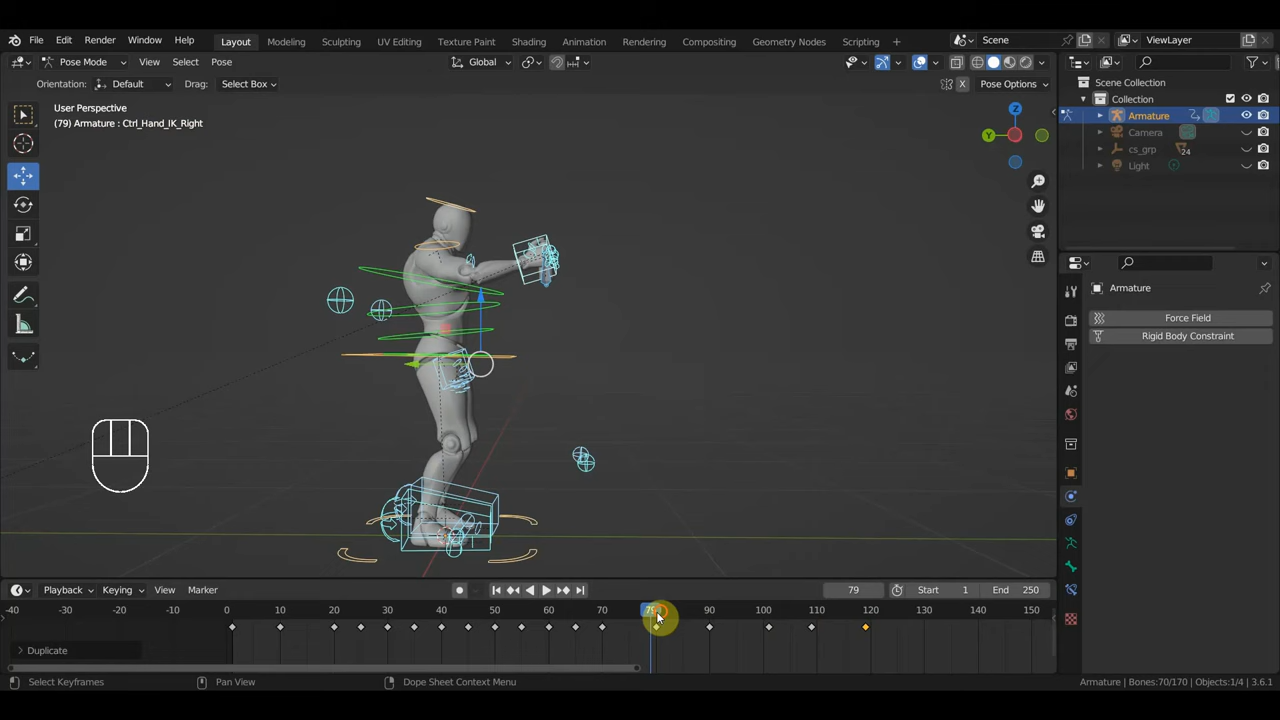 File Edit Render Window Help Layout Modeling Sculpting UV Editing Texture Paint Shading Animation Rendering Compositing Geometry Nodes Scripting + Scene ViewLayer
Pose Mode View Select Pose Global X Pose Options
Orientation: Default Drag: Select Box
User Perspective
(79) Armature : Ctrl_Hand_IK_Right
Z
Y
Scene Collection
Collection
Armature
Camera
cs_grp 24
Light
Armature
Force Field
Rigid Body Constraint
Playback Keying View Marker 79 Start 1 End 250
-40 -30 -20 -10 0 10 20 30 40 50 60 70 79 90 100 110 120 130 140 150
Duplicate
Select Keyframes Pan View Dope Sheet Context Menu Armature | Bones:70/170 | Objects:1/4 | 3.6.1